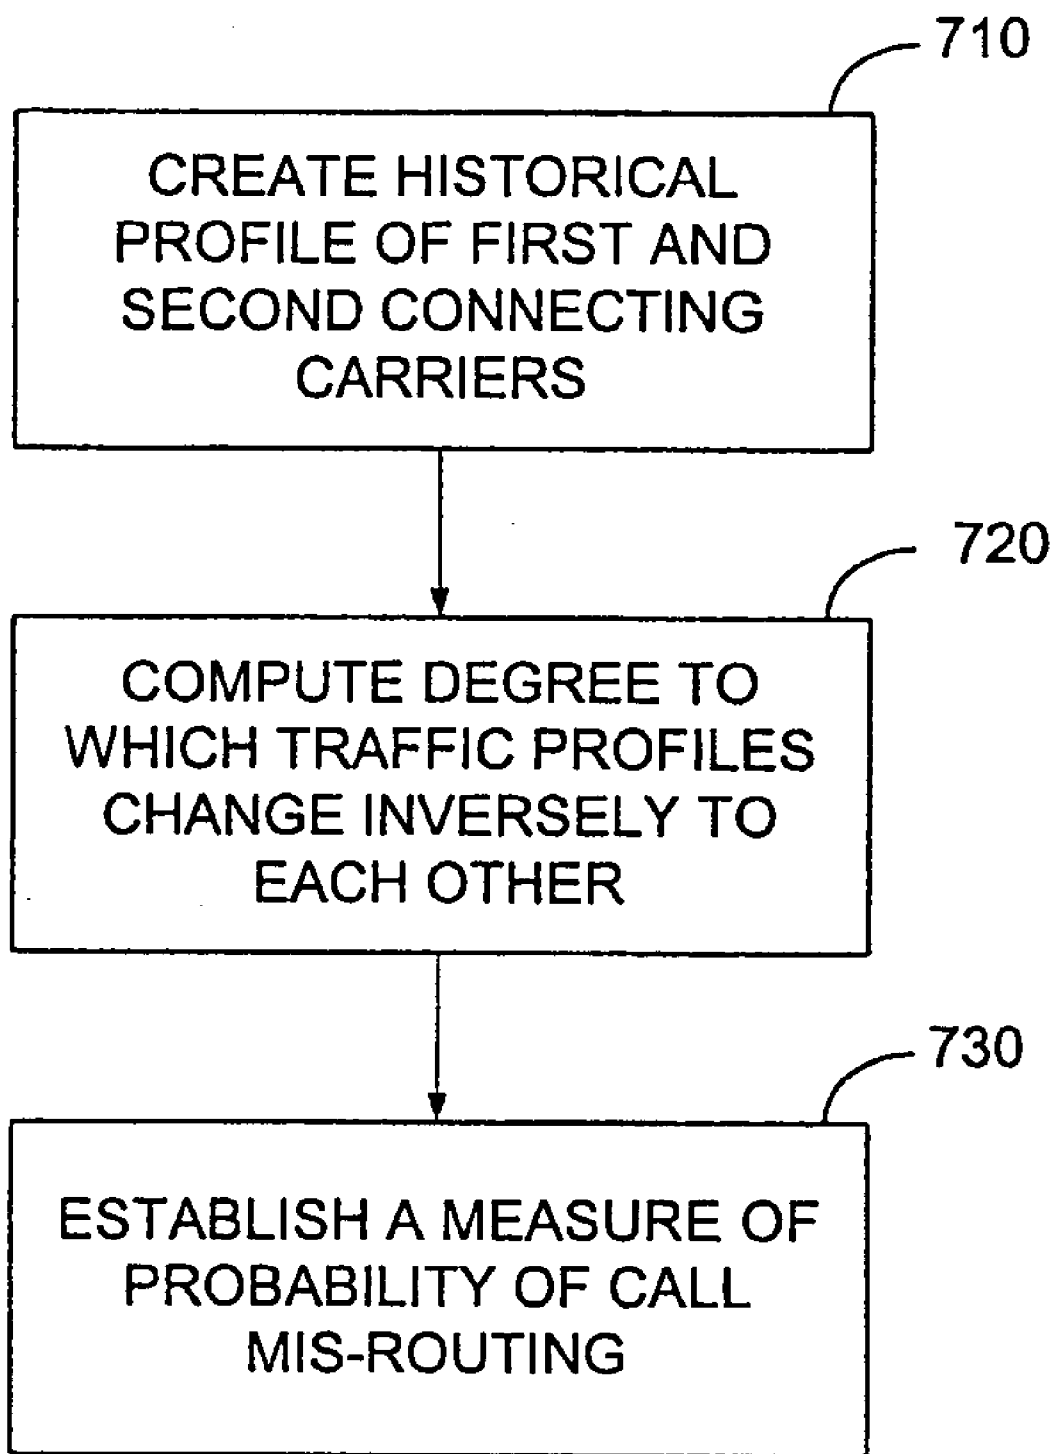 710
CREATE HISTORICAL
PROFILE OF FIRST AND
SECOND CONNECTING
CARRIERS
720
COMPUTE DEGREE TO
WHICH TRAFFIC PROFILES
CHANGE INVERSELY TO
EACH OTHER
730
ESTABLISH A MEASURE OF
PROBABILITY OF CALL
MIS-ROUTING